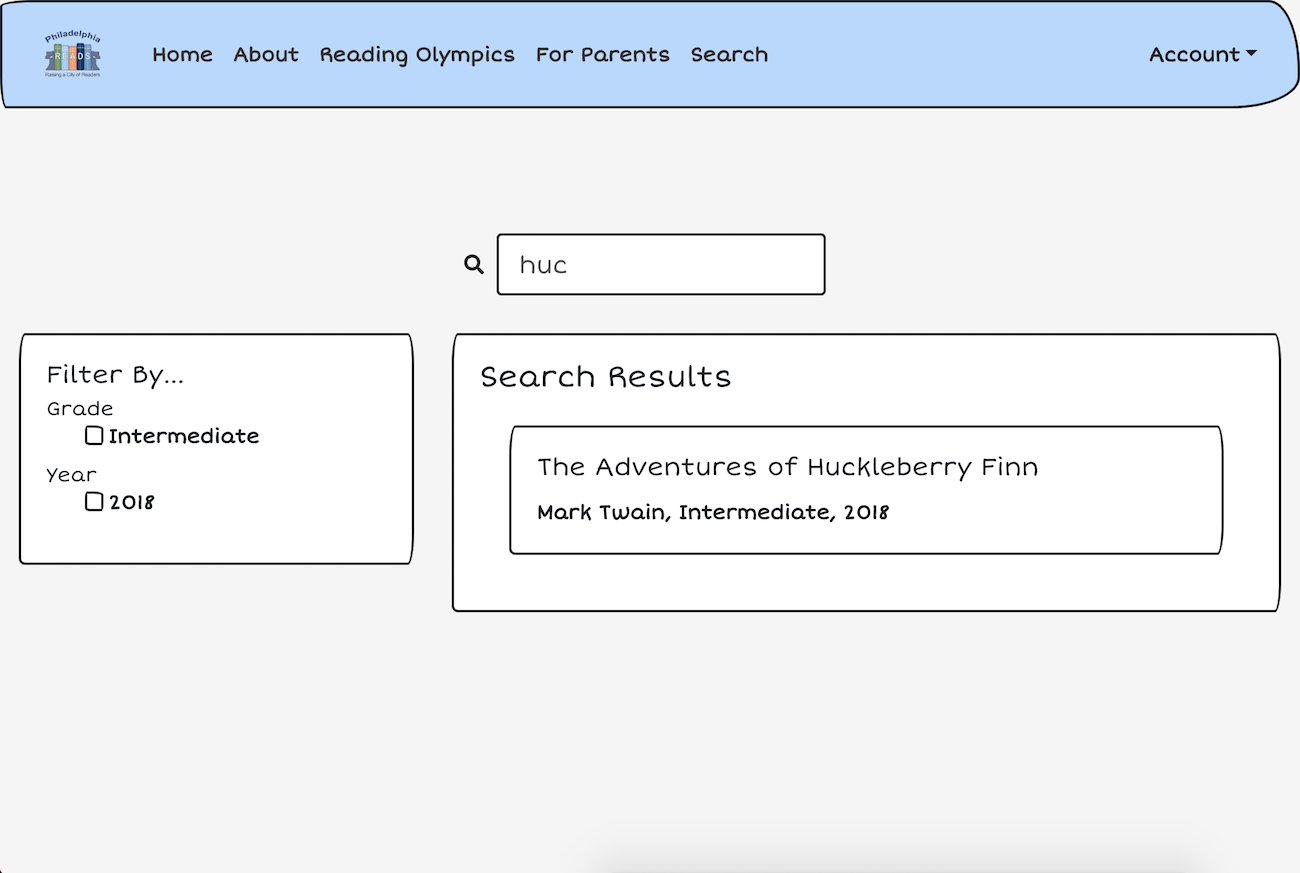 Philadelphia
READS
Raising a City of Readers
Home About Reading Olympics For Parents Search Account
huc
Filter By...
Grade
Intermediate
Year
2018
Search Results
The Adventures of Huckleberry Finn
Mark Twain, Intermediate, 2018